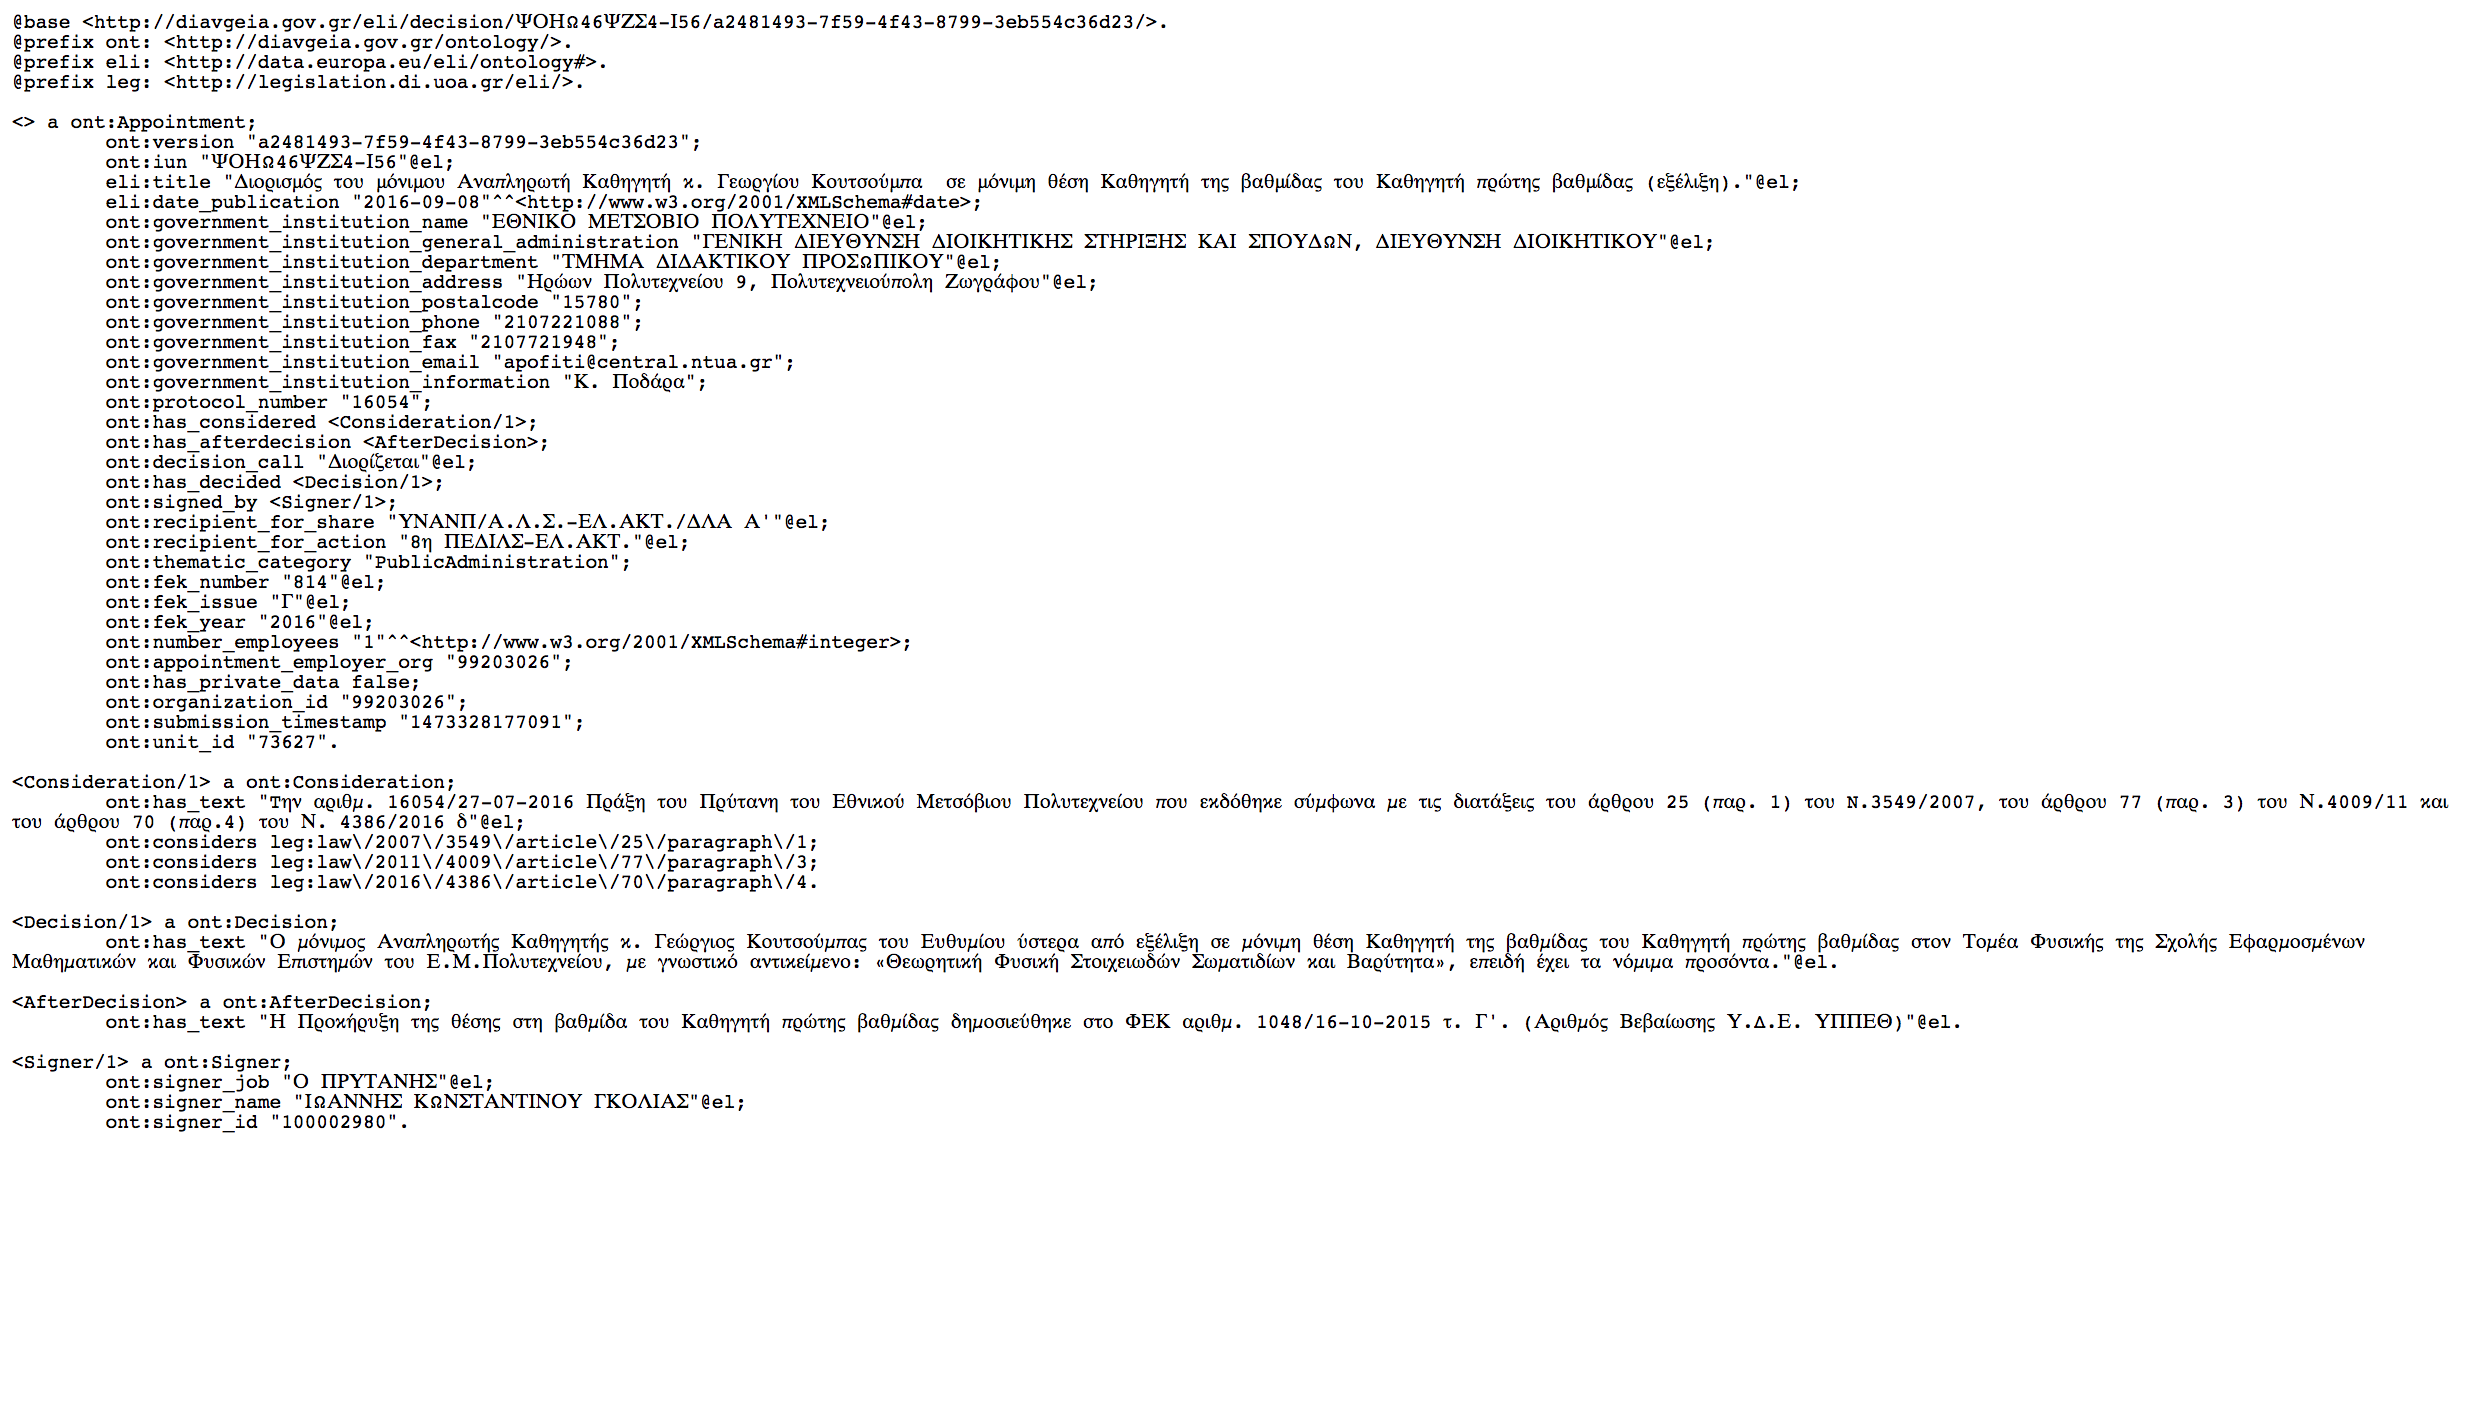 @base <http://diavgeia.gov.gr/eli/decision/ΨΟΗΩ46ΨΖΣ4-Ι56/a2481493-7f59-4f43-8799-3eb554c36d23/>.
@prefix ont: <http://diavgeia.gov.gr/ontology/>.
@prefix eli: <http://data.europa.eu/eli/ontology#>.
@prefix leg: <http://legislation.di.uoa.gr/eli/>.
<> a ont:Appointment;
ont:version "a2481493-7f59-4f43-8799-3eb554c36d23";
ont:iun "ΨΟΗΩ46ΨΖΣ4-Ι56"@el;
eli:title "Διορισμός του μόνιμου Αναπληρωτή Καθηγητή κ. Γεωργίου Κουτσούμπα  σε μόνιμη θέση Καθηγητή της βαθμίδας του Καθηγητή πρώτης βαθμίδας (εξέλιξη)."@el;
eli:date_publication "2016-09-08"^^<http://www.w3.org/2001/XMLSchema#date>;
ont:government_institution_name "ΕΘΝΙΚΟ ΜΕΤΣΟΒΙΟ ΠΟΛΥΤΕΧΝΕΙΟ"@el;
ont:government_institution_general_administration "ΓΕΝΙΚΗ ΔΙΕΥΘΥΝΣΗ ΔΙΟΙΚΗΤΙΚΗΣ ΣΤΗΡΙΞΗΣ ΚΑΙ ΣΠΟΥΔΩΝ, ΔΙΕΥΘΥΝΣΗ ΔΙΟΙΚΗΤΙΚΟΥ"@el;
ont:government_institution_department "ΤΜΗΜΑ ΔΙΔΑΚΤΙΚΟΥ ΠΡΟΣΩΠΙΚΟΥ"@el;
ont:government_institution_address "Ηρώων Πολυτεχνείου 9, Πολυτεχνειούπολη Ζωγράφου"@el;
ont:government_institution_postalcode "15780";
ont:government_institution_phone "2107221088";
ont:government_institution_fax "2107721948";
ont:government_institution_email "apofiti@central.ntua.gr";
ont:government_institution_information "Κ. Ποδάρα";
ont:protocol_number "16054";
ont:has_considered <Consideration/1>;
ont:has_afterdecision <AfterDecision>;
ont:decision_call "Διορίζεται"@el;
ont:has_decided <Decision/1>;
ont:signed_by <Signer/1>;
ont:recipient_for_share "ΥΝΑΝΠ/Α.Λ.Σ.-ΕΛ.ΑΚΤ./ΔΛΑ Α'"@el;
ont:recipient_for_action "8η ΠΕΔΙΛΣ-ΕΛ.ΑΚΤ."@el;
ont:thematic_category "PublicAdministration";
ont:fek_number "814"@el;
ont:fek_issue "Γ"@el;
ont:fek_year "2016"@el;
ont:number_employees "1"^^<http://www.w3.org/2001/XMLSchema#integer>;
ont:appointment_employer_org "99203026";
ont:has_private_data false;
ont:organization_id "99203026";
ont:submission_timestamp "1473328177091";
ont:unit_id "73627".
<Consideration/1> a ont:Consideration;
ont:has_text "Την αριθμ. 16054/27-07-2016 Πράξη του Πρύτανη του Εθνικού Μετσόβιου Πολυτεχνείου που εκδόθηκε σύμφωνα με τις διατάξεις του άρθρου 25 (παρ. 1) του Ν.3549/2007, του άρθρου 77 (παρ. 3) του Ν.4009/11 και
του άρθρου 70 (παρ.4) του Ν. 4386/2016 δ"@el;
ont:considers leg:law\/2007\/3549\/article\/25\/paragraph\/1;
ont:considers leg:law\/2011\/4009\/article\/77\/paragraph\/3;
ont:considers leg:law\/2016\/4386\/article\/70\/paragraph\/4.
<Decision/1> a ont:Decision;
ont:has_text "Ο μόνιμος Αναπληρωτής Καθηγητής κ. Γεώργιος Κουτσούμπας του Ευθυμίου ύστερα από εξέλιξη σε μόνιμη θέση Καθηγητή της βαθμίδας του Καθηγητή πρώτης βαθμίδας στον Τομέα Φυσικής της Σχολής Εφαρμοσμένων
Μαθηματικών και Φυσικών Επιστημών του Ε.Μ.Πολυτεχνείου, με γνωστικό αντικείμενο: «Θεωρητική Φυσική Στοιχειωδών Σωματιδίων και Βαρύτητα», επειδή έχει τα νόμιμα προσόντα."@el.
<AfterDecision> a ont:AfterDecision;
ont:has_text "Η Προκήρυξη της θέσης στη βαθμίδα του Καθηγητή πρώτης βαθμίδας δημοσιεύθηκε στο ΦΕΚ αριθμ. 1048/16-10-2015 τ. Γ'. (Αριθμός Βεβαίωσης Υ.Δ.Ε. ΥΠΠΕΘ)"@el.
<Signer/1> a ont:Signer;
ont:signer_job "Ο ΠΡΥΤΑΝΗΣ"@el;
ont:signer_name "ΙΩΑΝΝΗΣ ΚΩΝΣΤΑΝΤΙΝΟΥ ΓΚΟΛΙΑΣ"@el;
ont:signer_id "100002980".